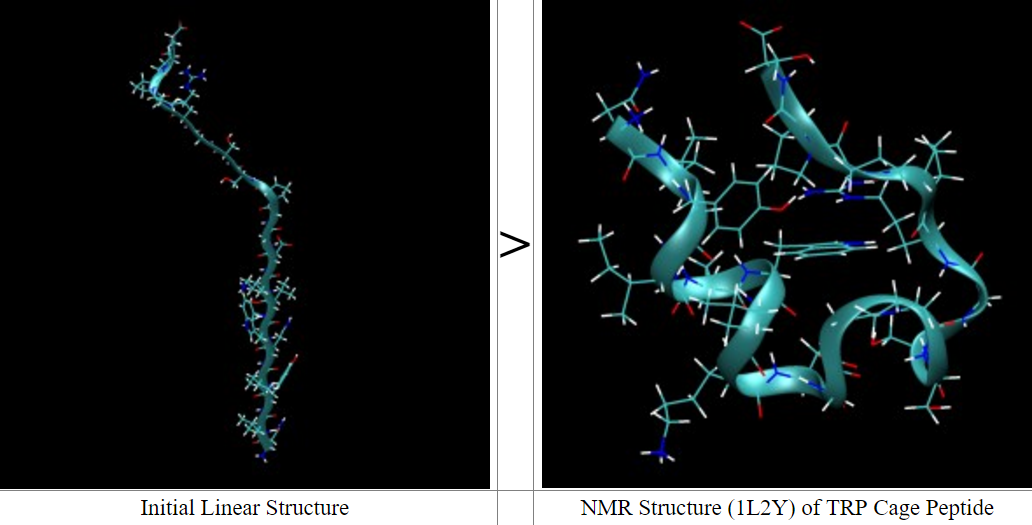 >
Initial Linear Structure
NMR Structure (1L2Y) of TRP Cage Peptide